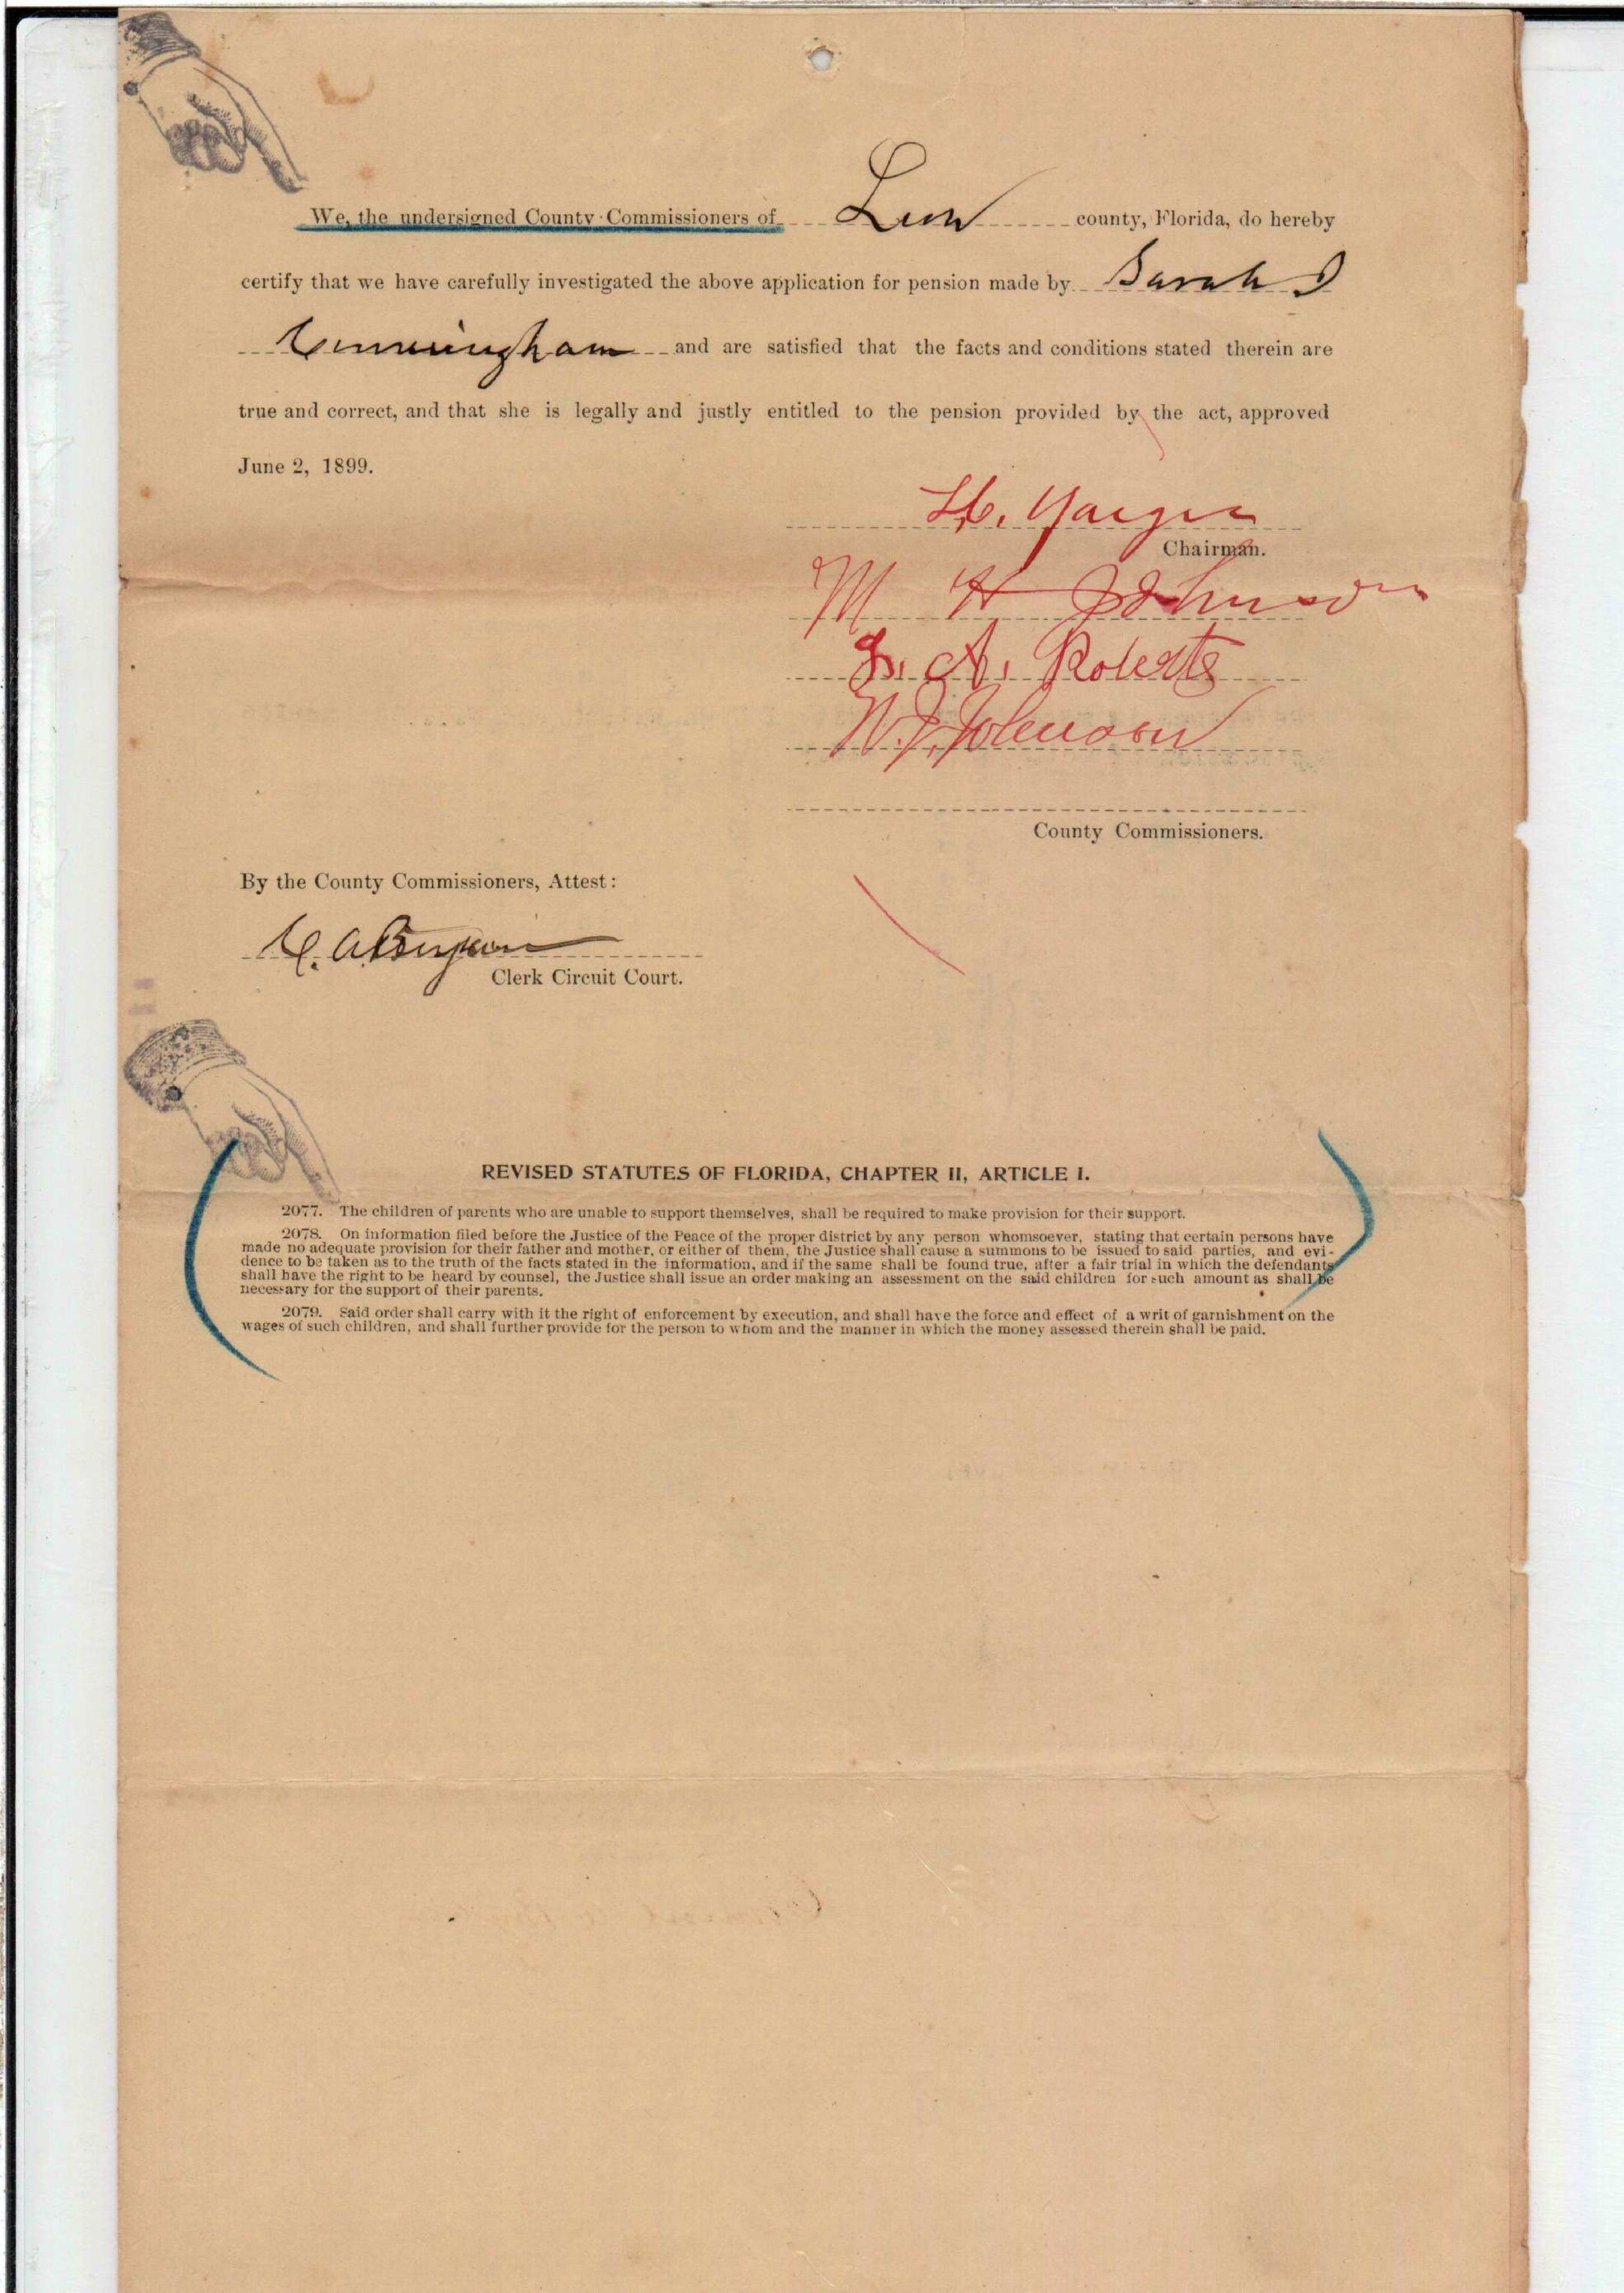 We, the undersigned County Commissioners of Leon county, Florida, do hereby
certify that we have carefully investigated the above application for pension made by Sarah J
Cunningham and are satisfied that the facts and conditions stated therein are
true and correct, and that she is legally and justly entitled to the pension provided by the act, approved
June 2, 1899.
Yaeger
Chairman.
M H Johnson
L. A. Roberts
W. J. Johnson
County Commissioners.
By the County Commissioners, Attest:
C. A. Bryan
Clerk Circuit Court.
REVISED STATUTES OF FLORIDA, CHAPTER II, ARTICLE I.
2077. The children of parents who are unable to support themselves, shall be required to make provision for their support.
2078. On information filed before the Justice of the Peace of the proper district by any person whomsoever, stating that certain persons have
made no adequate provision for their father and mother, or either of them, the Justice shall cause a summons to be issued to said parties, and evi-
dence to be taken as to the truth of the facts stated in the information, and if the same shall be found true, after a fair trial in which the defendants
shall have the right to be heard by counsel, the Justice shall issue an order making an assessment on the said children for such amount as shall be
necessary for the support of their parents.
2079. Said order shall carry with it the right of enforcement by execution, and shall have the force and effect of a writ of garnishment on the
wages of such children, and shall further provide for the person to whom and the manner in which the money assessed therein shall be paid.